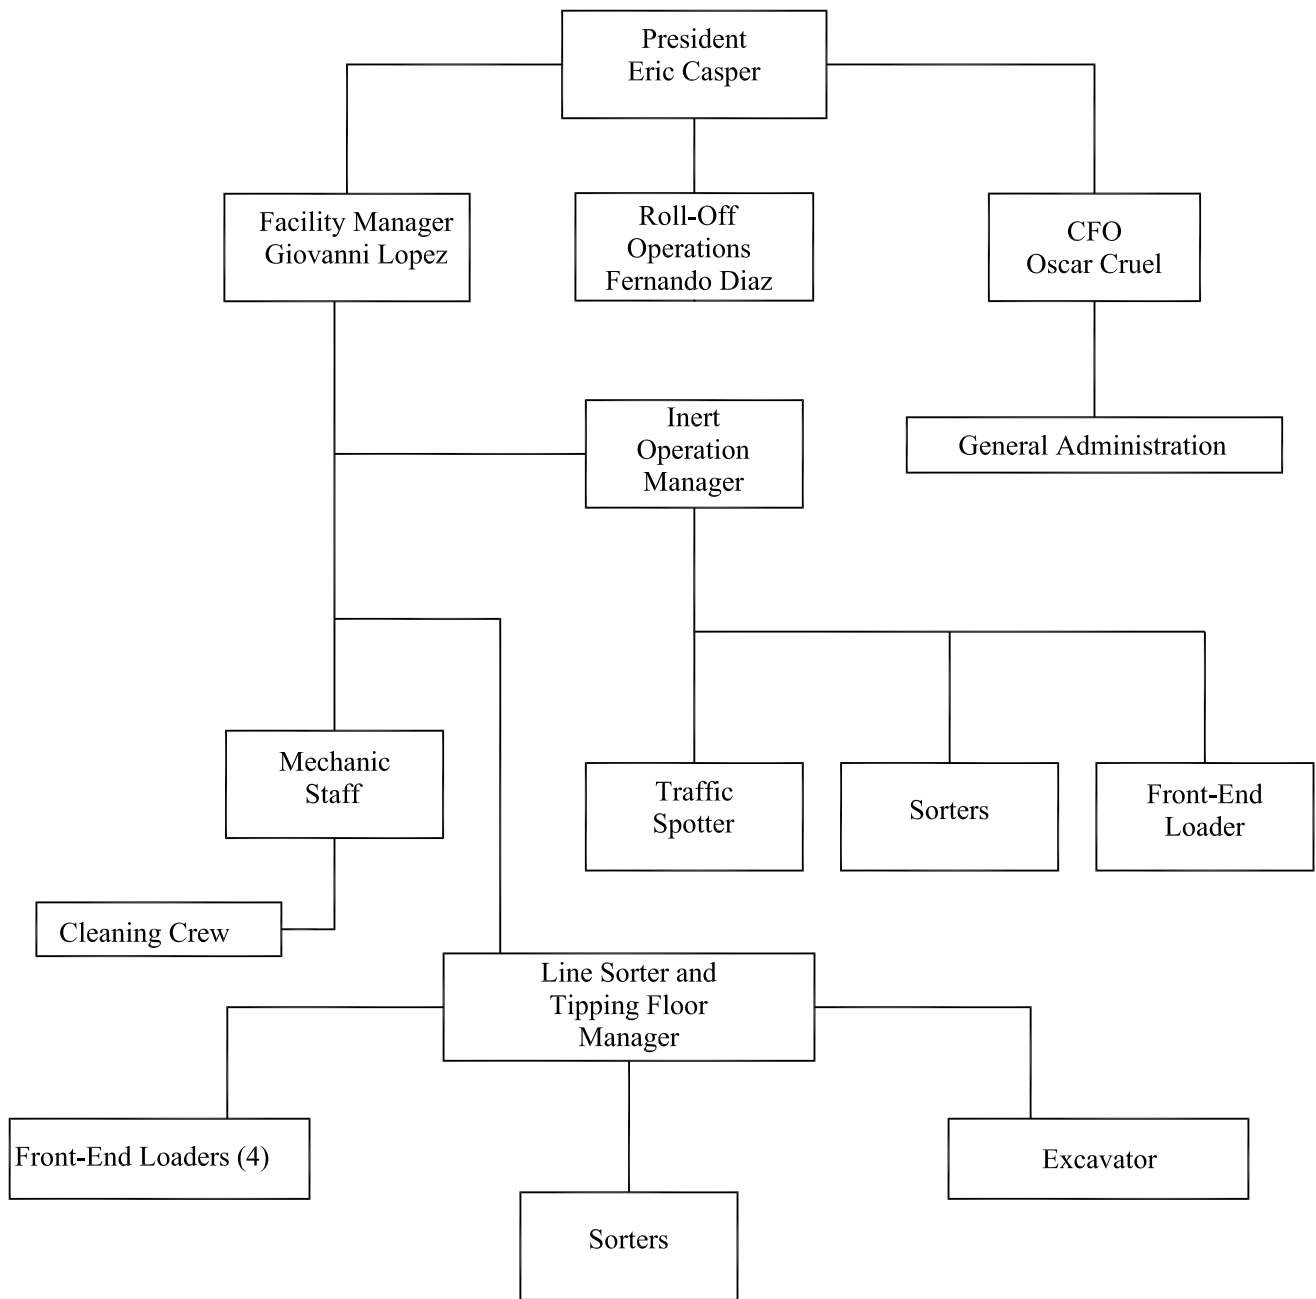 President
Eric Casper
Facility Manager
Giovanni Lopez
Roll-Off
Operations
Fernando Diaz
CFO
Oscar Cruel
Inert
Operation
Manager
General Administration
Mechanic
Staff
Traffic
Spotter
Sorters
Front-End
Loader
Cleaning Crew
Line Sorter and
Tipping Floor
Manager
Front-End Loaders (4)
Excavator
Sorters